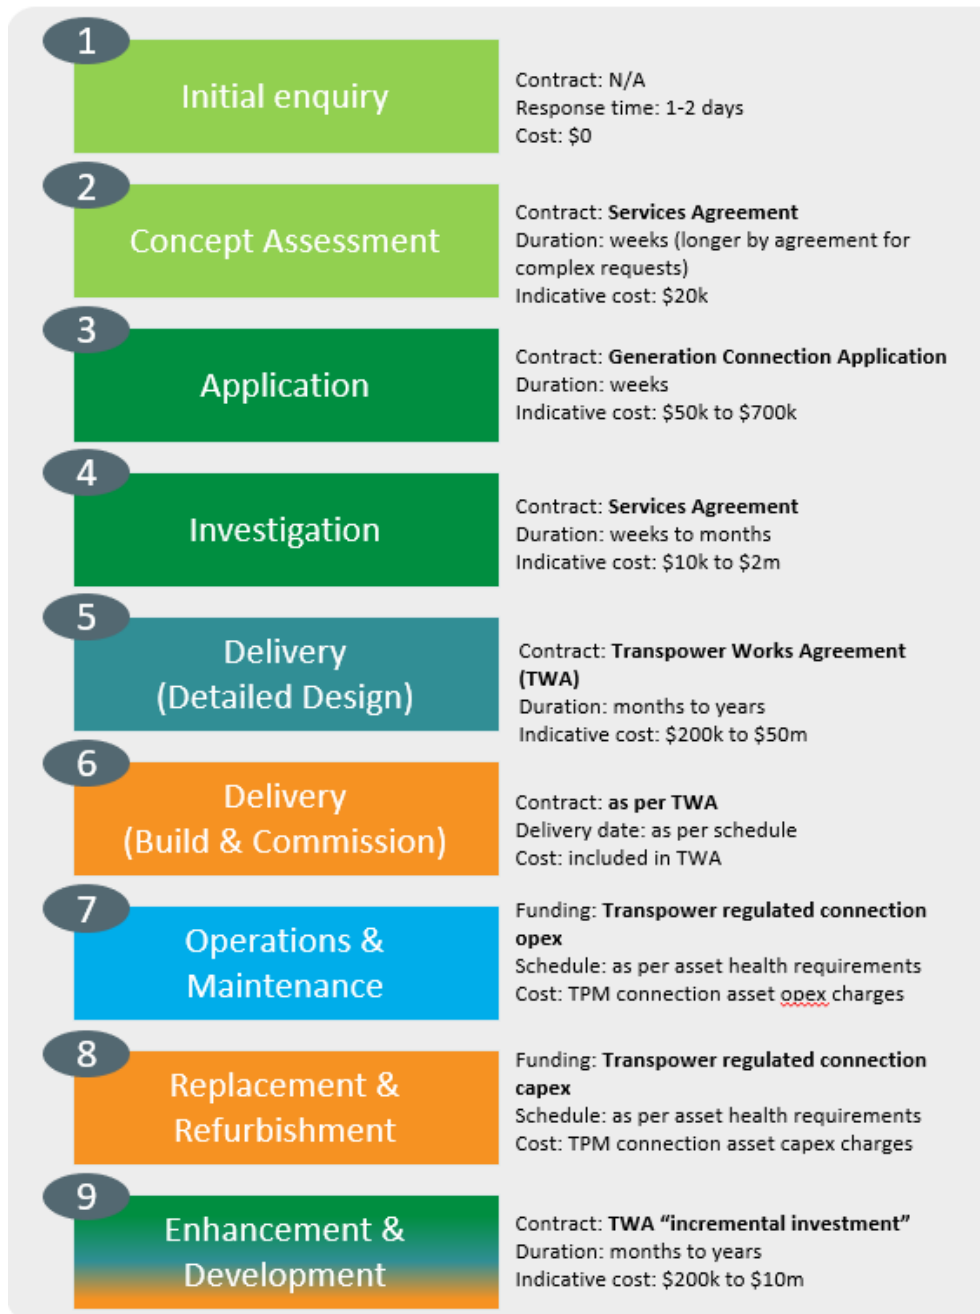 1
Initial enquiry
Contract: N/A
Response time: 1-2 days
Cost: $0
2
Concept Assessment
Contract: Services Agreement
Duration: weeks (longer by agreement for
complex requests)
Indicative cost: $20k
3
Application
Contract: Generation Connection Application
Duration: weeks
Indicative cost: $50k to $700k
4
Investigation
Contract: Services Agreement
Duration: weeks to months
Indicative cost: $10k to $2m
5
Delivery
(Detailed Design)
Contract: Transpower Works Agreement
(TWA)
Duration: months to years
Indicative cost: $200k to $50m
6
Delivery
(Build & Commission)
Contract: as per TWA
Delivery date: as per schedule
Cost: included in TWA
7
Operations &
Maintenance
Funding: Transpower regulated connection
opex
Schedule: as per asset health requirements
Cost: TPM connection asset opex charges
8
Replacement &
Refurbishment
Funding: Transpower regulated connection
capex
Schedule: as per asset health requirements
Cost: TPM connection asset capex charges
9
Enhancement &
Development
Contract: TWA “incremental investment”
Duration: months to years
Indicative cost: $200k to $10m